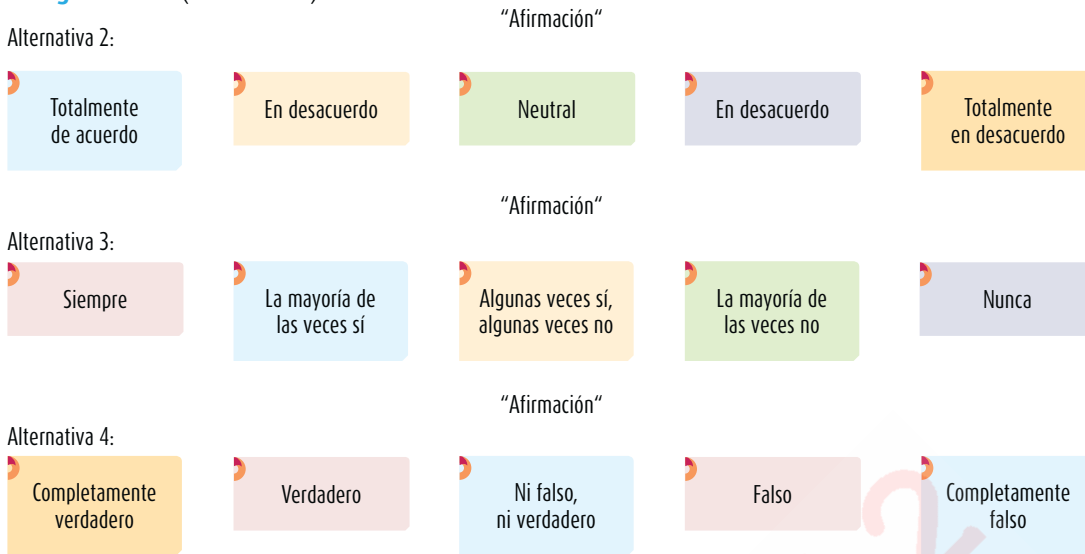 “Afirmación“
Alternativa 2:
Totalmente
de acuerdo
En desacuerdo
Neutral
En desacuerdo
Totalmente
en desacuerdo
“Afirmación“
Alternativa 3:
Siempre
La mayoría de
las veces sí
Algunas veces sí,
algunas veces no
La mayoría de
las veces no
Nunca
“Afirmación“
Alternativa 4:
Completamente
verdadero
Verdadero
Ni falso,
ni verdadero
Falso
Completamente
falso